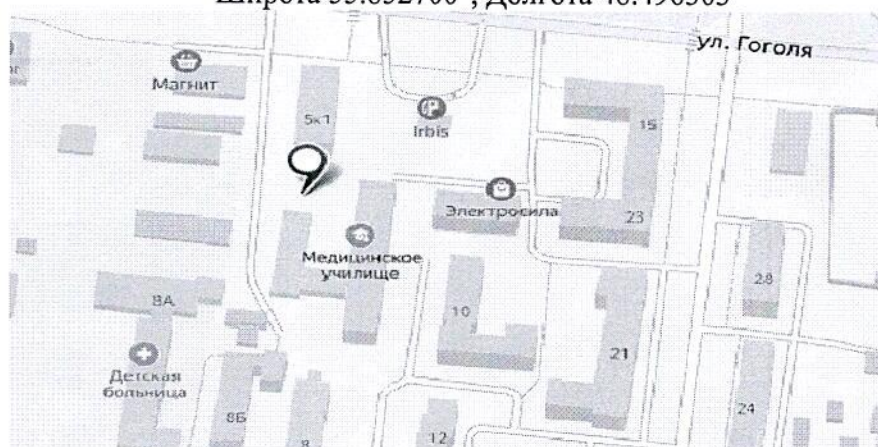 ул. Гоголя
Магнит
5к1
Irbis
15
Электросила
23
Медицинское
училище
28
8А
10
21
Детская
больница
8Б
8
12
24